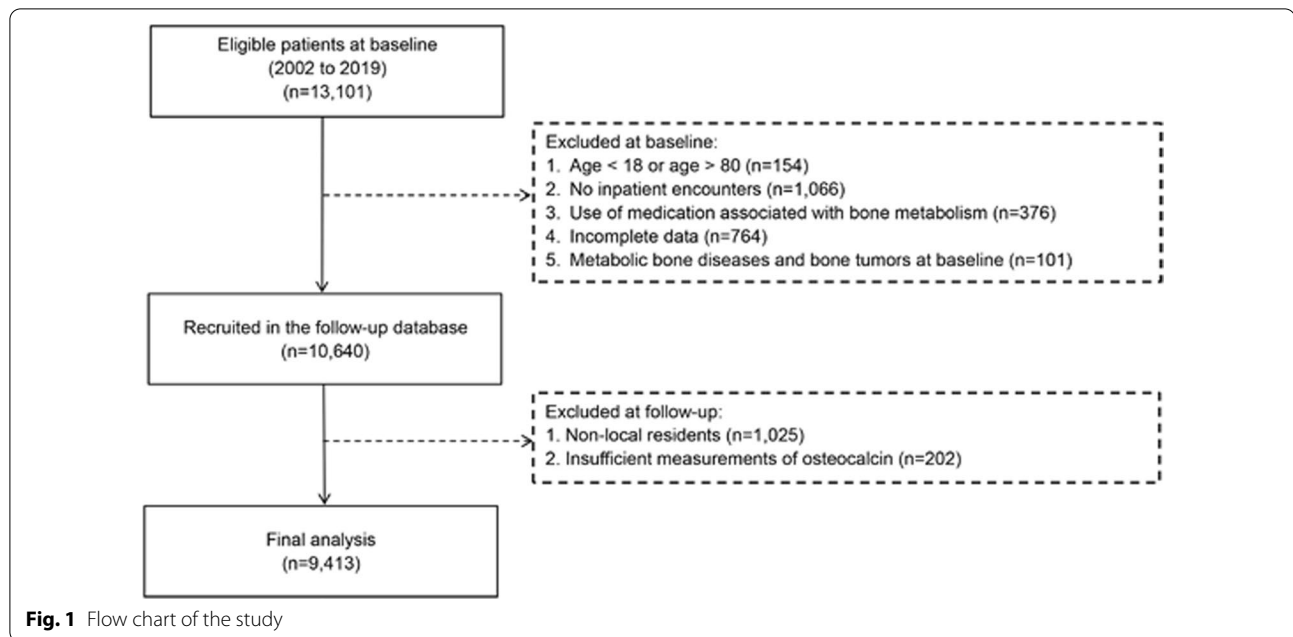 Eligible patients at baseline
(2002 to 2019)
(n=13,101)
Excluded at baseline:
1. Age < 18 or age > 80 (n=154)
2. No inpatient encounters (n=1,066)
3. Use of medication associated with bone metabolism (n=376)
4. Incomplete data (n=764)
5. Metabolic bone diseases and bone tumors at baseline (n=101)
Recruited in the follow-up database
(n=10,640)
Excluded at follow-up:
1. Non-local residents (n=1,025)
2. Insufficient measurements of osteocalcin (n=202)
Final analysis
(n=9,413)
Fig. 1 Flow chart of the study